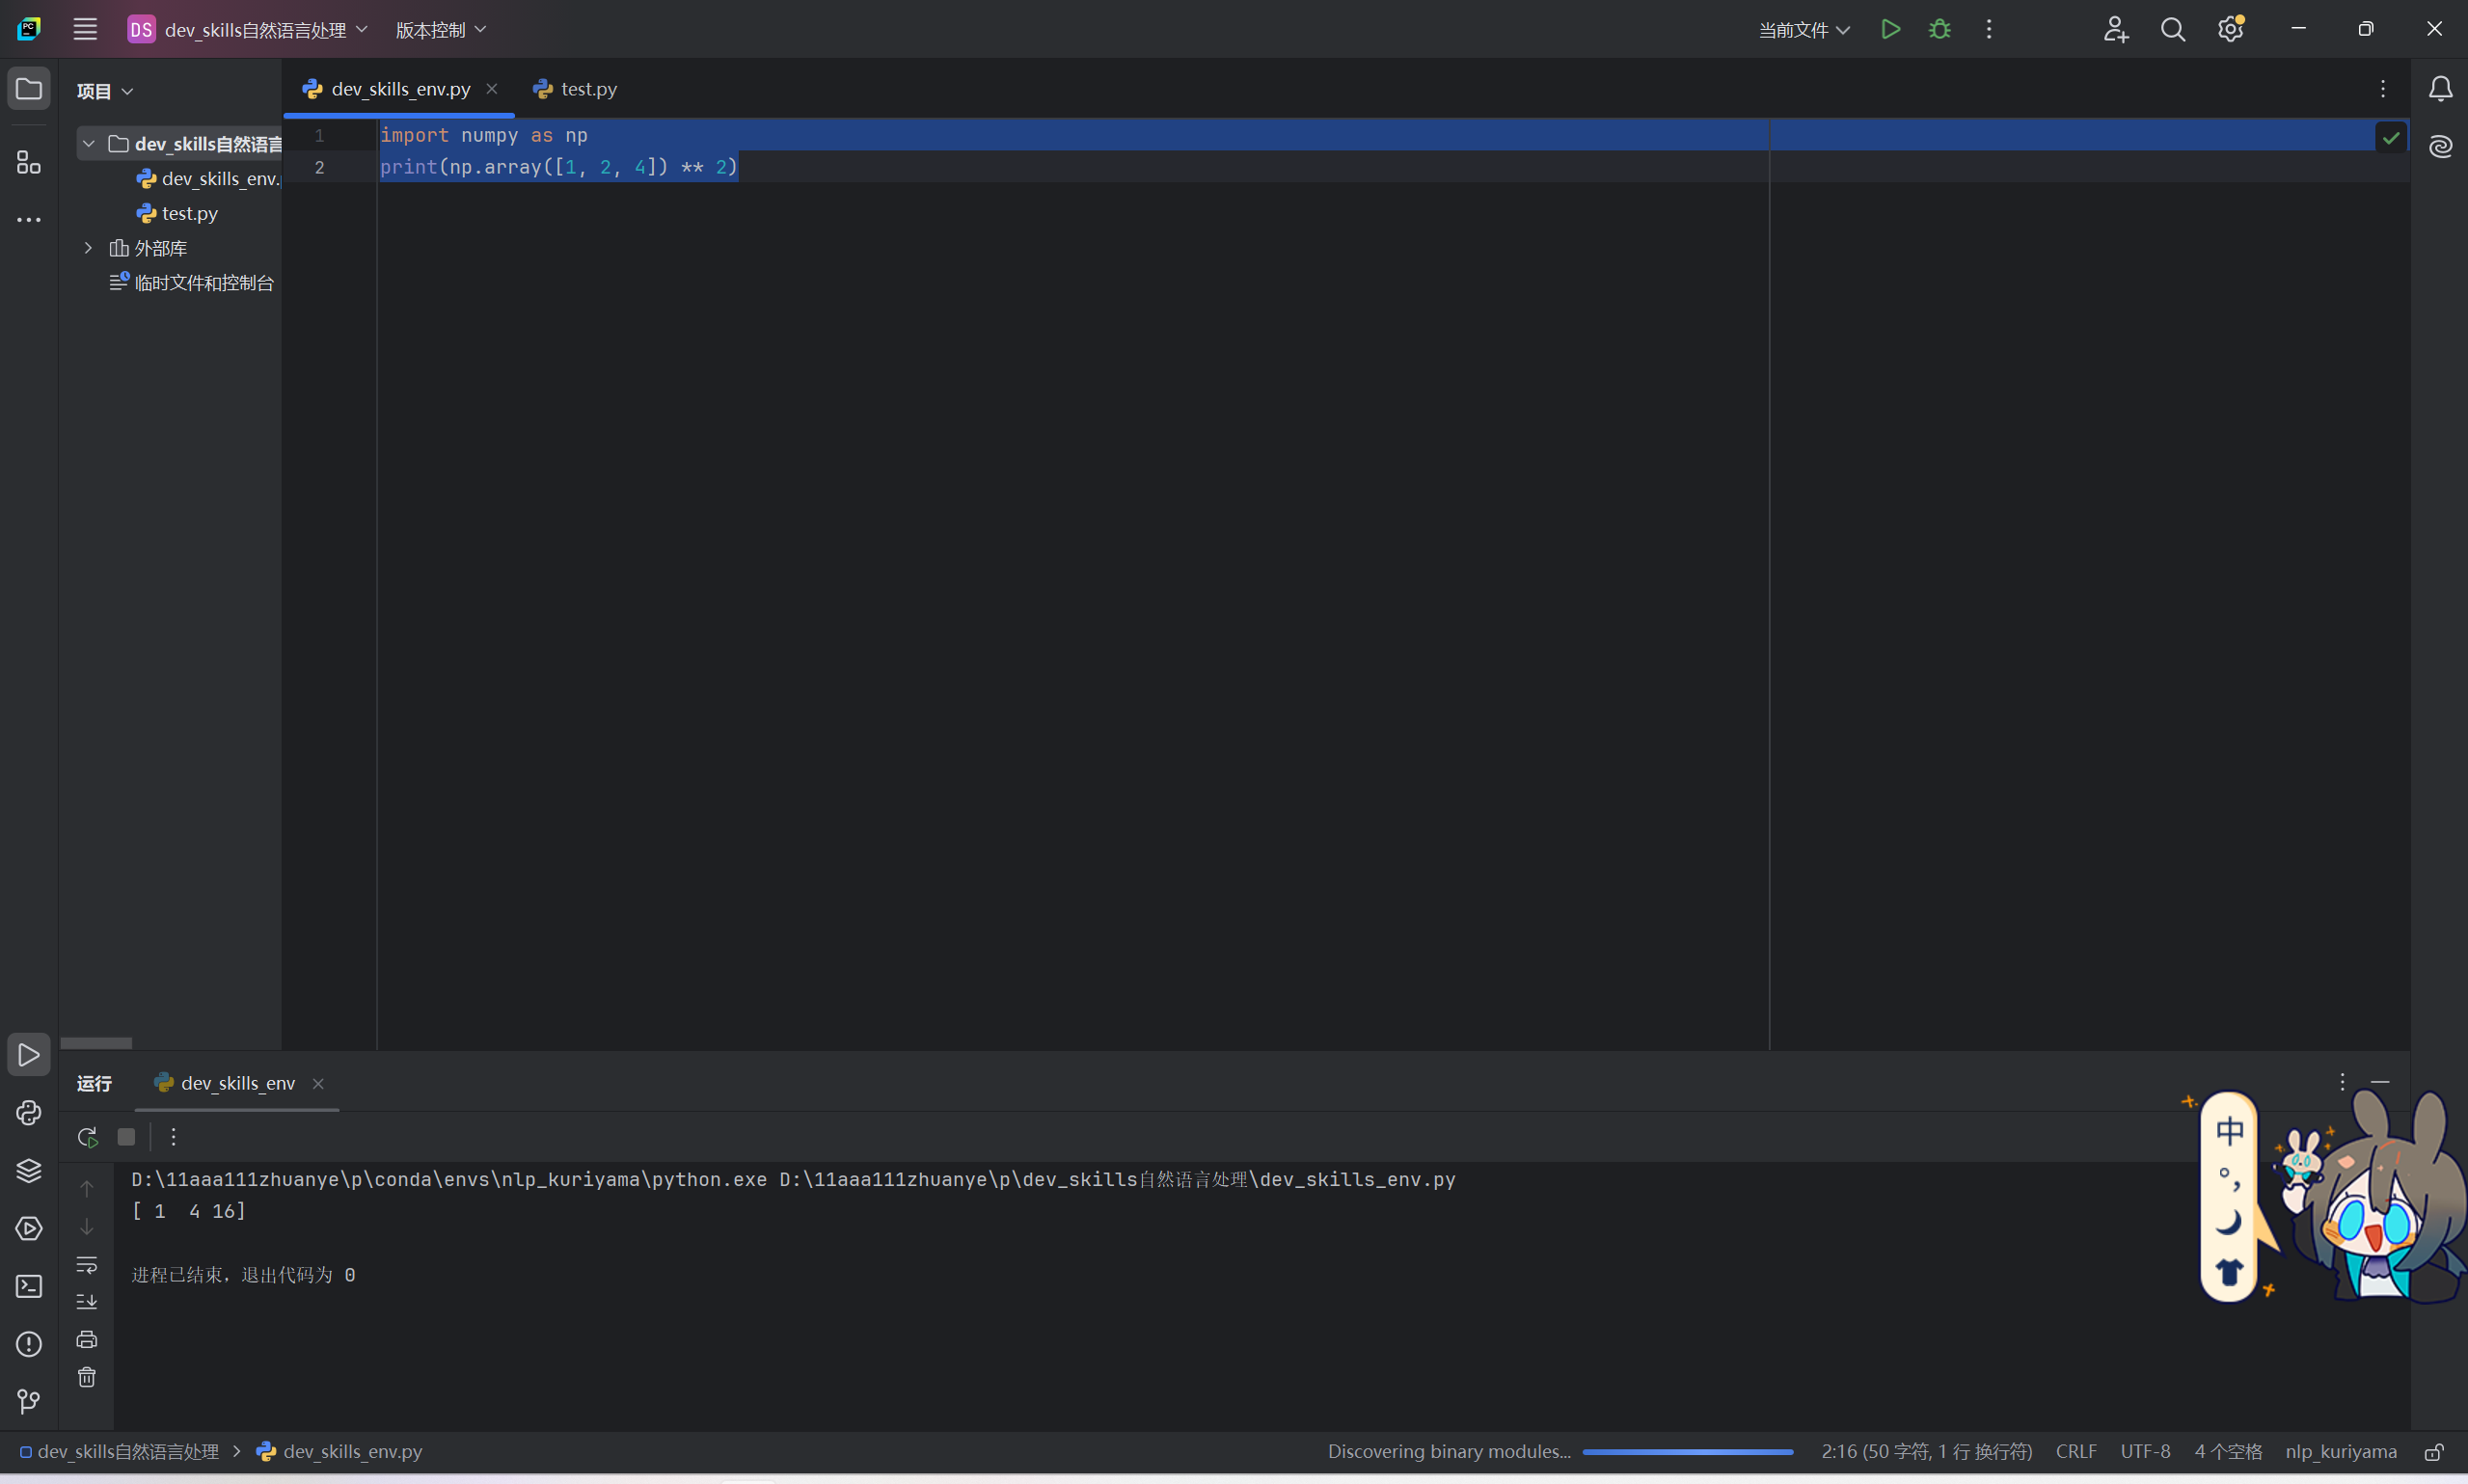 PC
DS dev_skills自然语言处理 版本控制 当前文件
项目
dev_skills_env.py test.py
dev_skills自然语言
dev_skills_env.
test.py
外部库
临时文件和控制台
1 import numpy as np
2 print(np.array([1, 2, 4]) ** 2)
运行 dev_skills_env
D:\11aaa111zhuanye\p\conda\envs\nlp_kuriyama\python.exe D:\11aaa111zhuanye\p\dev_skills自然语言处理\dev_skills_env.py
[ 1  4 16]
进程已结束，退出代码为 0
中
°,
dev_skills自然语言处理 > dev_skills_env.py Discovering binary modules... 2:16 (50 字符, 1 行 换行符) CRLF UTF-8 4 个空格 nlp_kuriyama